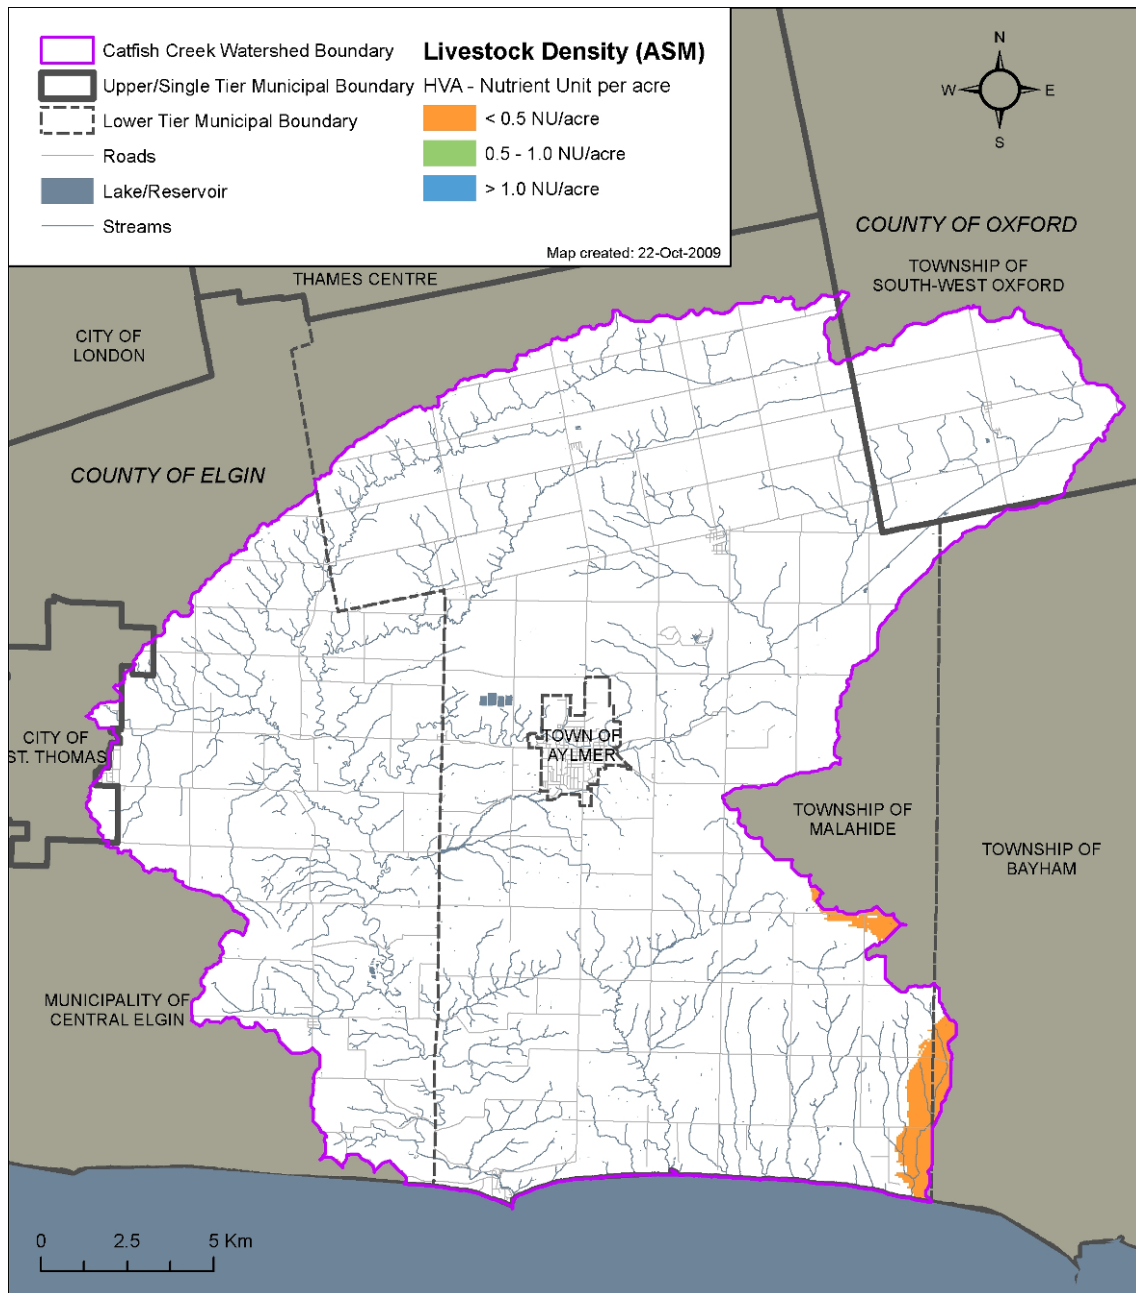 Catfish Creek Watershed Boundary
Upper/Single Tier Municipal Boundary
Lower Tier Municipal Boundary
Roads
Lake/Reservoir
Streams
Livestock Density (ASM)
HVA - Nutrient Unit per acre
< 0.5 NU/acre
0.5 - 1.0 NU/acre
> 1.0 NU/acre
Map created: 22-Oct-2009
N
W
E
S
COUNTY OF OXFORD
TOWNSHIP OF
SOUTH-WEST OXFORD
THAMES CENTRE
CITY OF
LONDON
COUNTY OF ELGIN
CITY OF
ST. THOMAS
TOWN OF
AYLMER
TOWNSHIP OF
MALAHIDE
TOWNSHIP OF
BAYHAM
MUNICIPALITY OF
CENTRAL ELGIN
0 2.5 5 Km